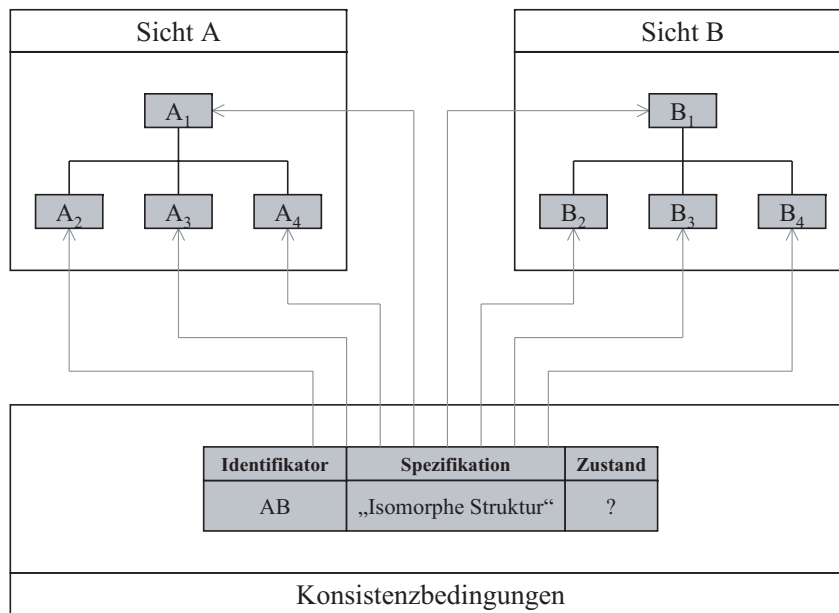 Sicht A
Sicht B
A1
B1
A2 A3 A4
B2 B3 B4
Identifikator Spezifikation Zustand
AB „Isomorphe Struktur“ ?
Konsistenzbedingungen